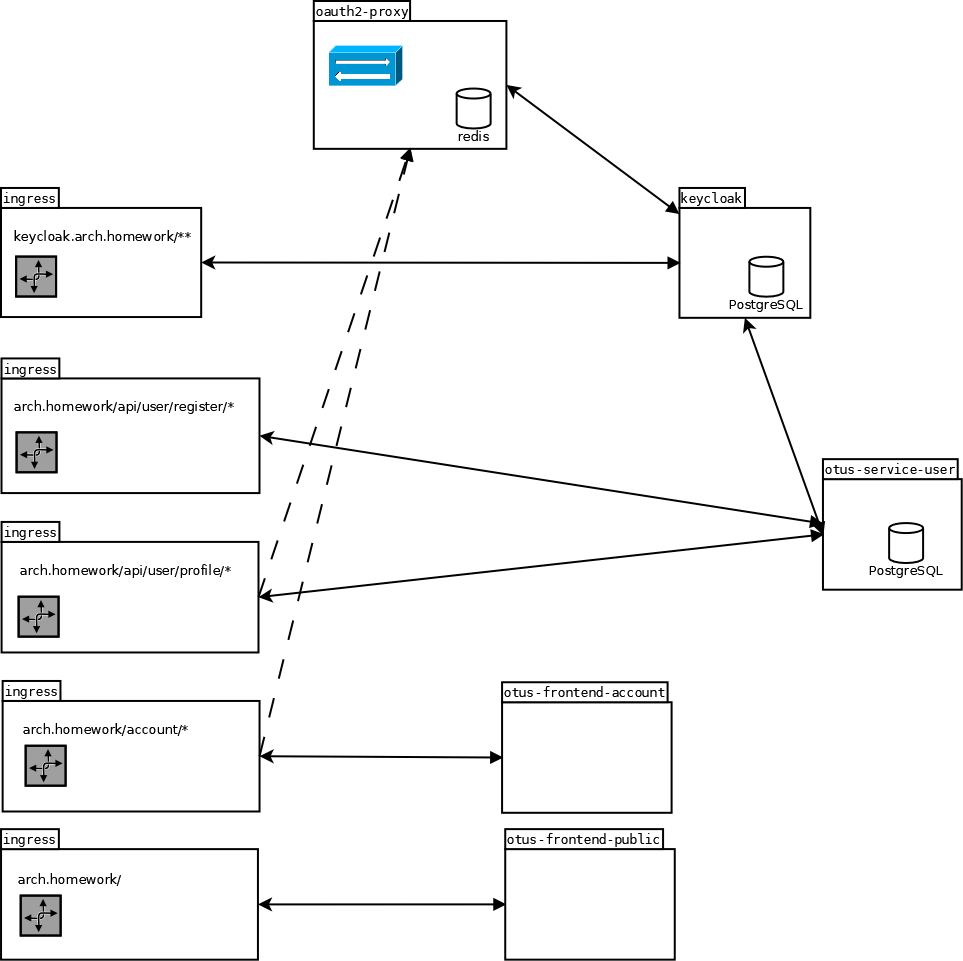 oauth2-proxy
redis
ingress
keycloak.arch.homework/**
keycloak
PostgreSQL
ingress
arch.homework/api/user/register/*
otus-service-user
PostgreSQL
ingress
arch.homework/api/user/profile/*
ingress
arch.homework/account/*
otus-frontend-account
ingress
arch.homework/
otus-frontend-public